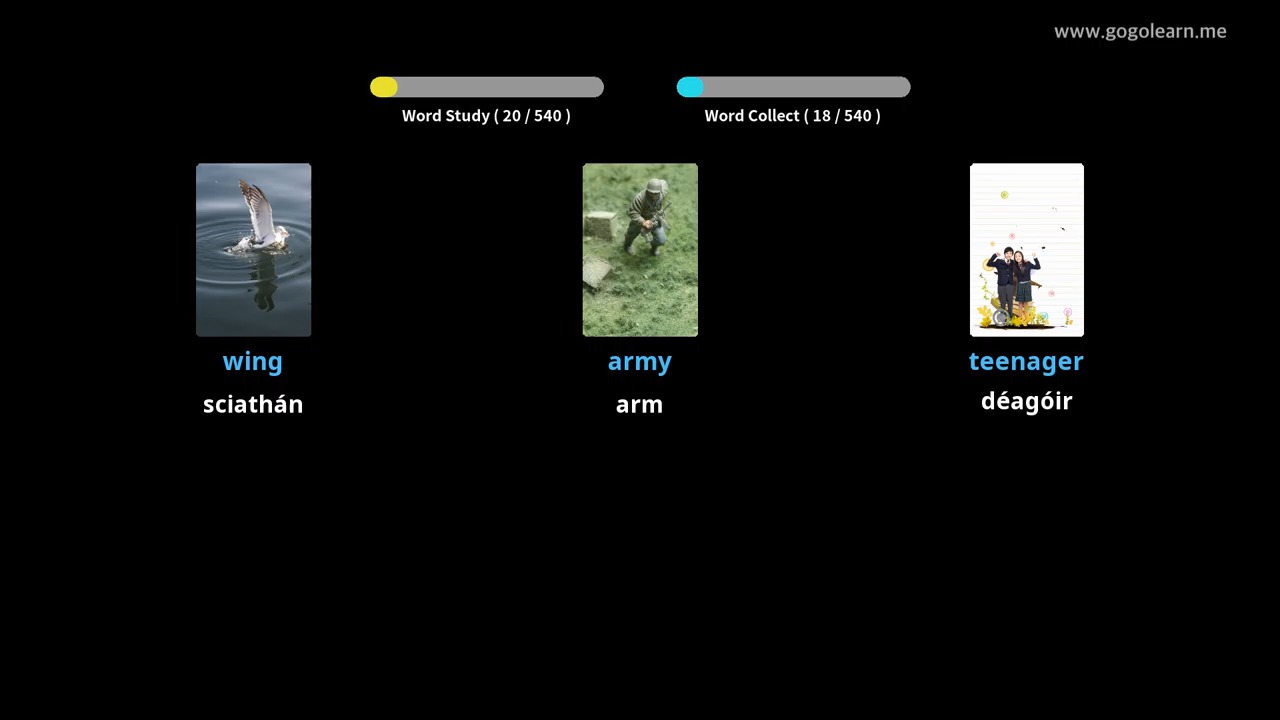 www.gogolearn.me
Word Study ( 20 / 540 )
Word Collect ( 18 / 540 )
wing
army
teenager
sciathán
arm
déagóir